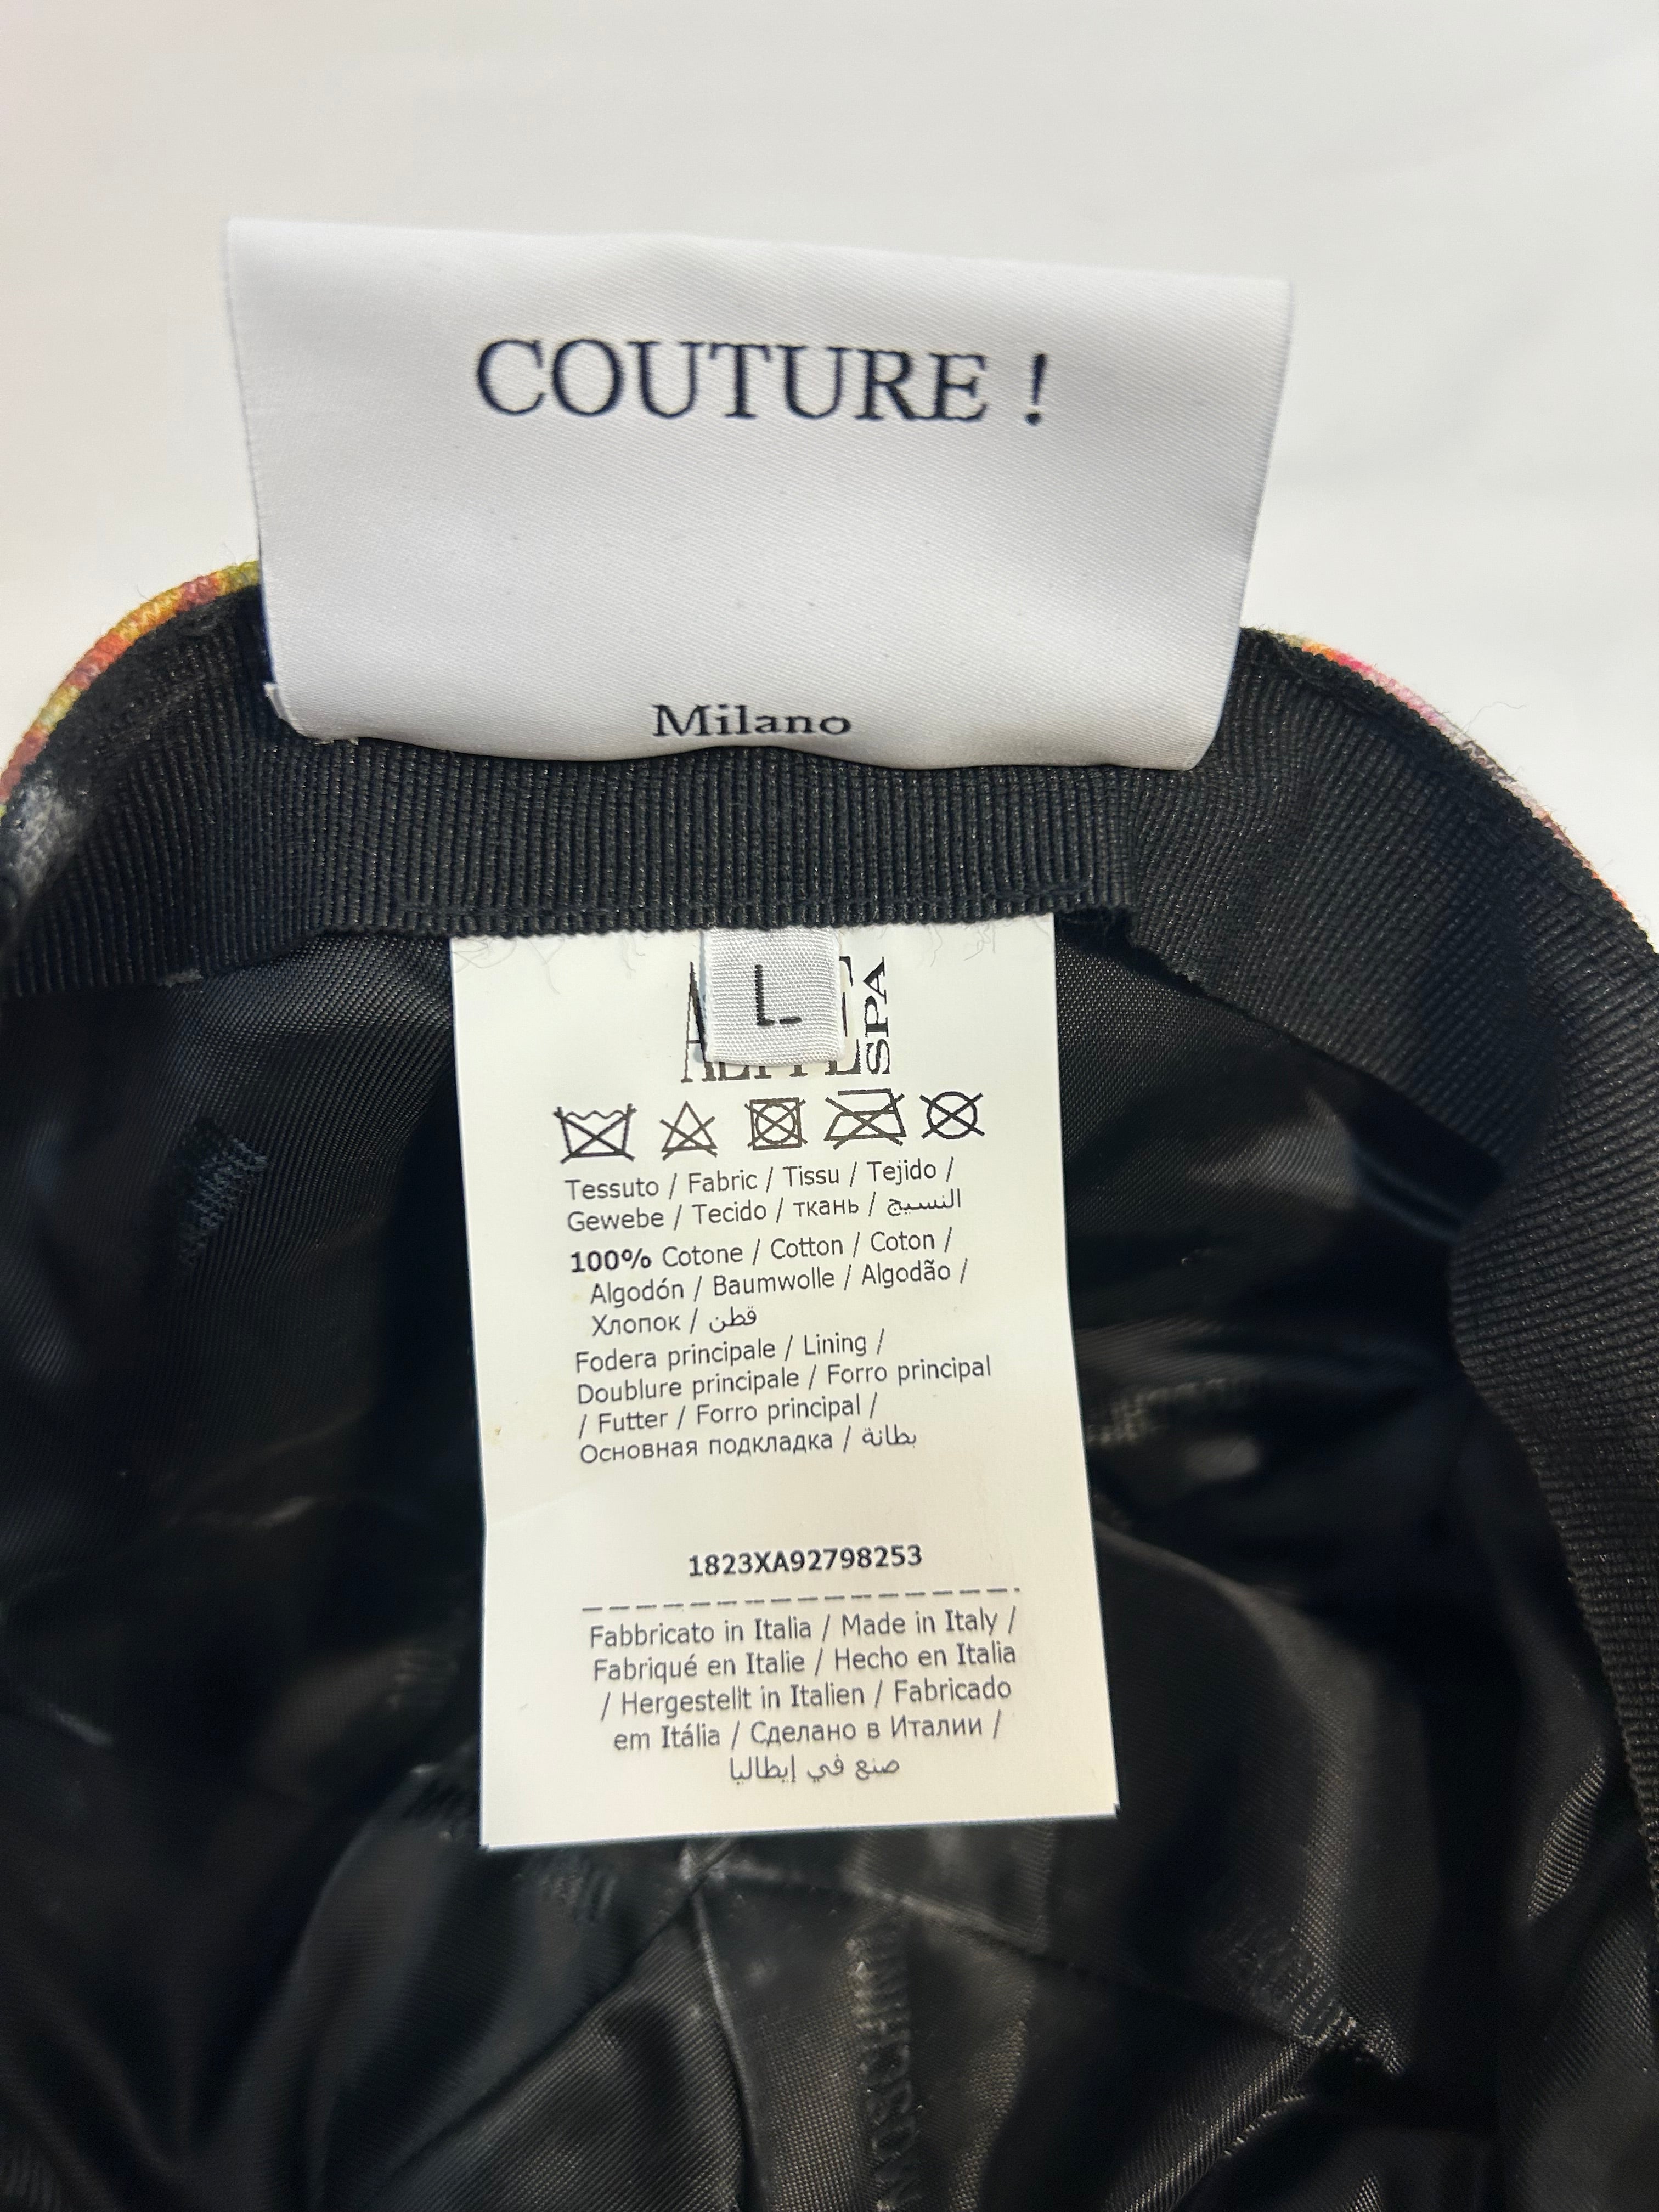 COUTURE !
Milano
L
SPA
Tessuto / Fabric / Tissu / Tejido /
Gewebe / Tecido / ткань / النسيج
100% Cotone / Cotton / Coton /
Algodón / Baumwolle / Algodão /
Хлопок / قطن
Fodera principale / Lining /
Doublure principale / Forro principal
/ Futter / Forro principal /
Основная подкладка / بطانة
1823XA92798253
Fabbricato in Italia / Made in Italy /
Fabriqué en Italie / Hecho en Italia
/ Hergestellt in Italien / Fabricado
em Itália / Сделано в Италии /
صنع في إيطاليا
MOSCHINO